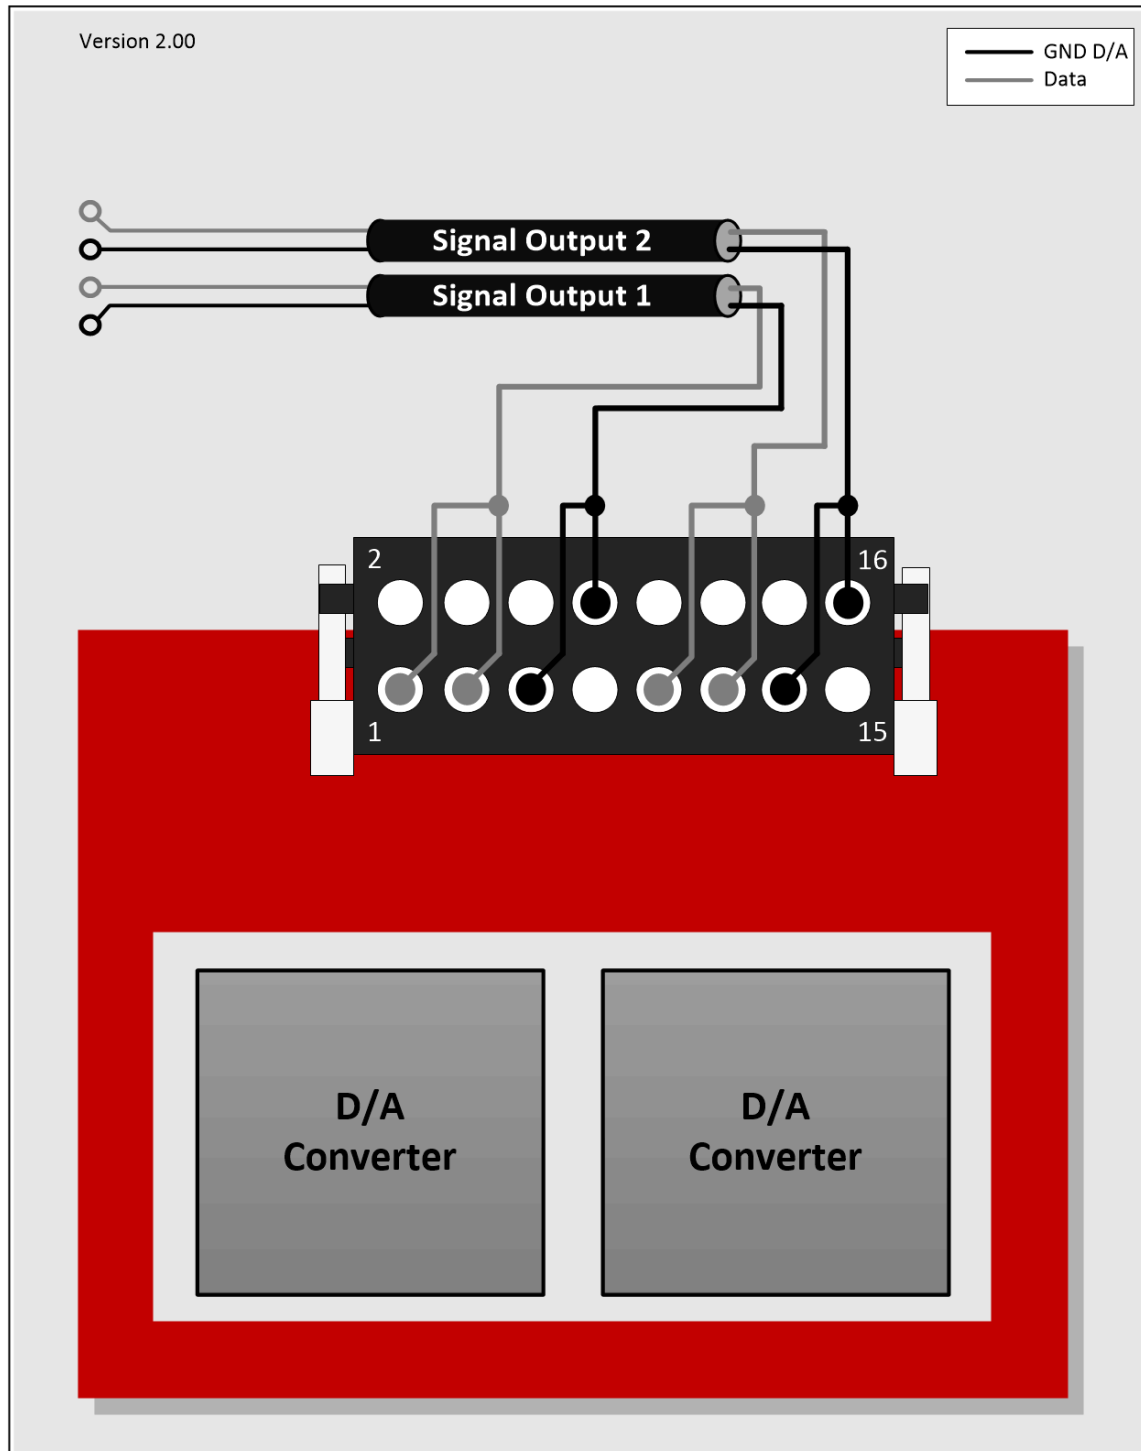 Version 2.00
GND D/A
Data
Signal Output 2
Signal Output 1
2
16
1
15
D/A
Converter
D/A
Converter